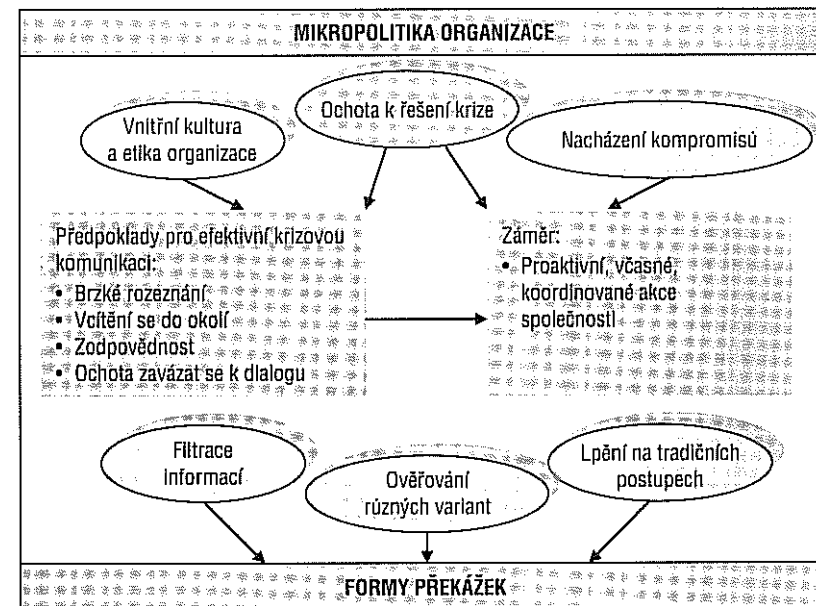 MIKROPOLITIKA ORGANIZACE
Vnitřní kultura
a etika organizace
Ochota k řešení krize
Nacházení kompromisů
Předpoklady pro efektivní krizovou
komunikaci:
• Brzké rozeznání
• Vcítění se do okolí
• Zodpovědnost
• Ochota zavázat se k dialogu
Záměr:
• Proaktivní, včasné,
koordinované akce
společnosti
Filtrace
informací
Ověřování
různých variant
Lpění na tradičních
postupech
FORMY PŘEKÁŽEK